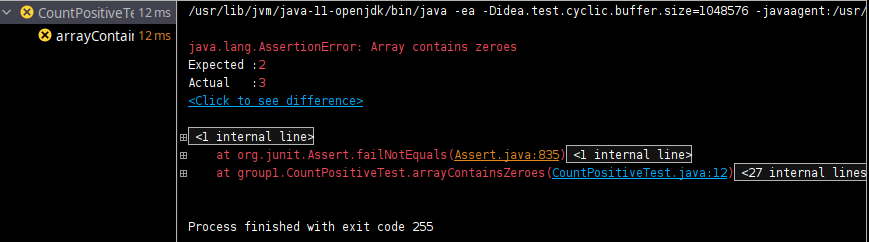 CountPositiveTe 12 ms
arrayContai 12 ms
/usr/lib/jvm/java-11-openjdk/bin/java -ea -Didea.test.cyclic.buffer.size=1048576 -javaagent:/usr/
java.lang.AssertionError: Array contains zeroes
Expected :2
Actual   :3
<Click to see difference>
<1 internal line>
at org.junit.Assert.failNotEquals(Assert.java:835) <1 internal line>
at group1.CountPositiveTest.arrayContainsZeroes(CountPositiveTest.java:12) <27 internal lines
Process finished with exit code 255